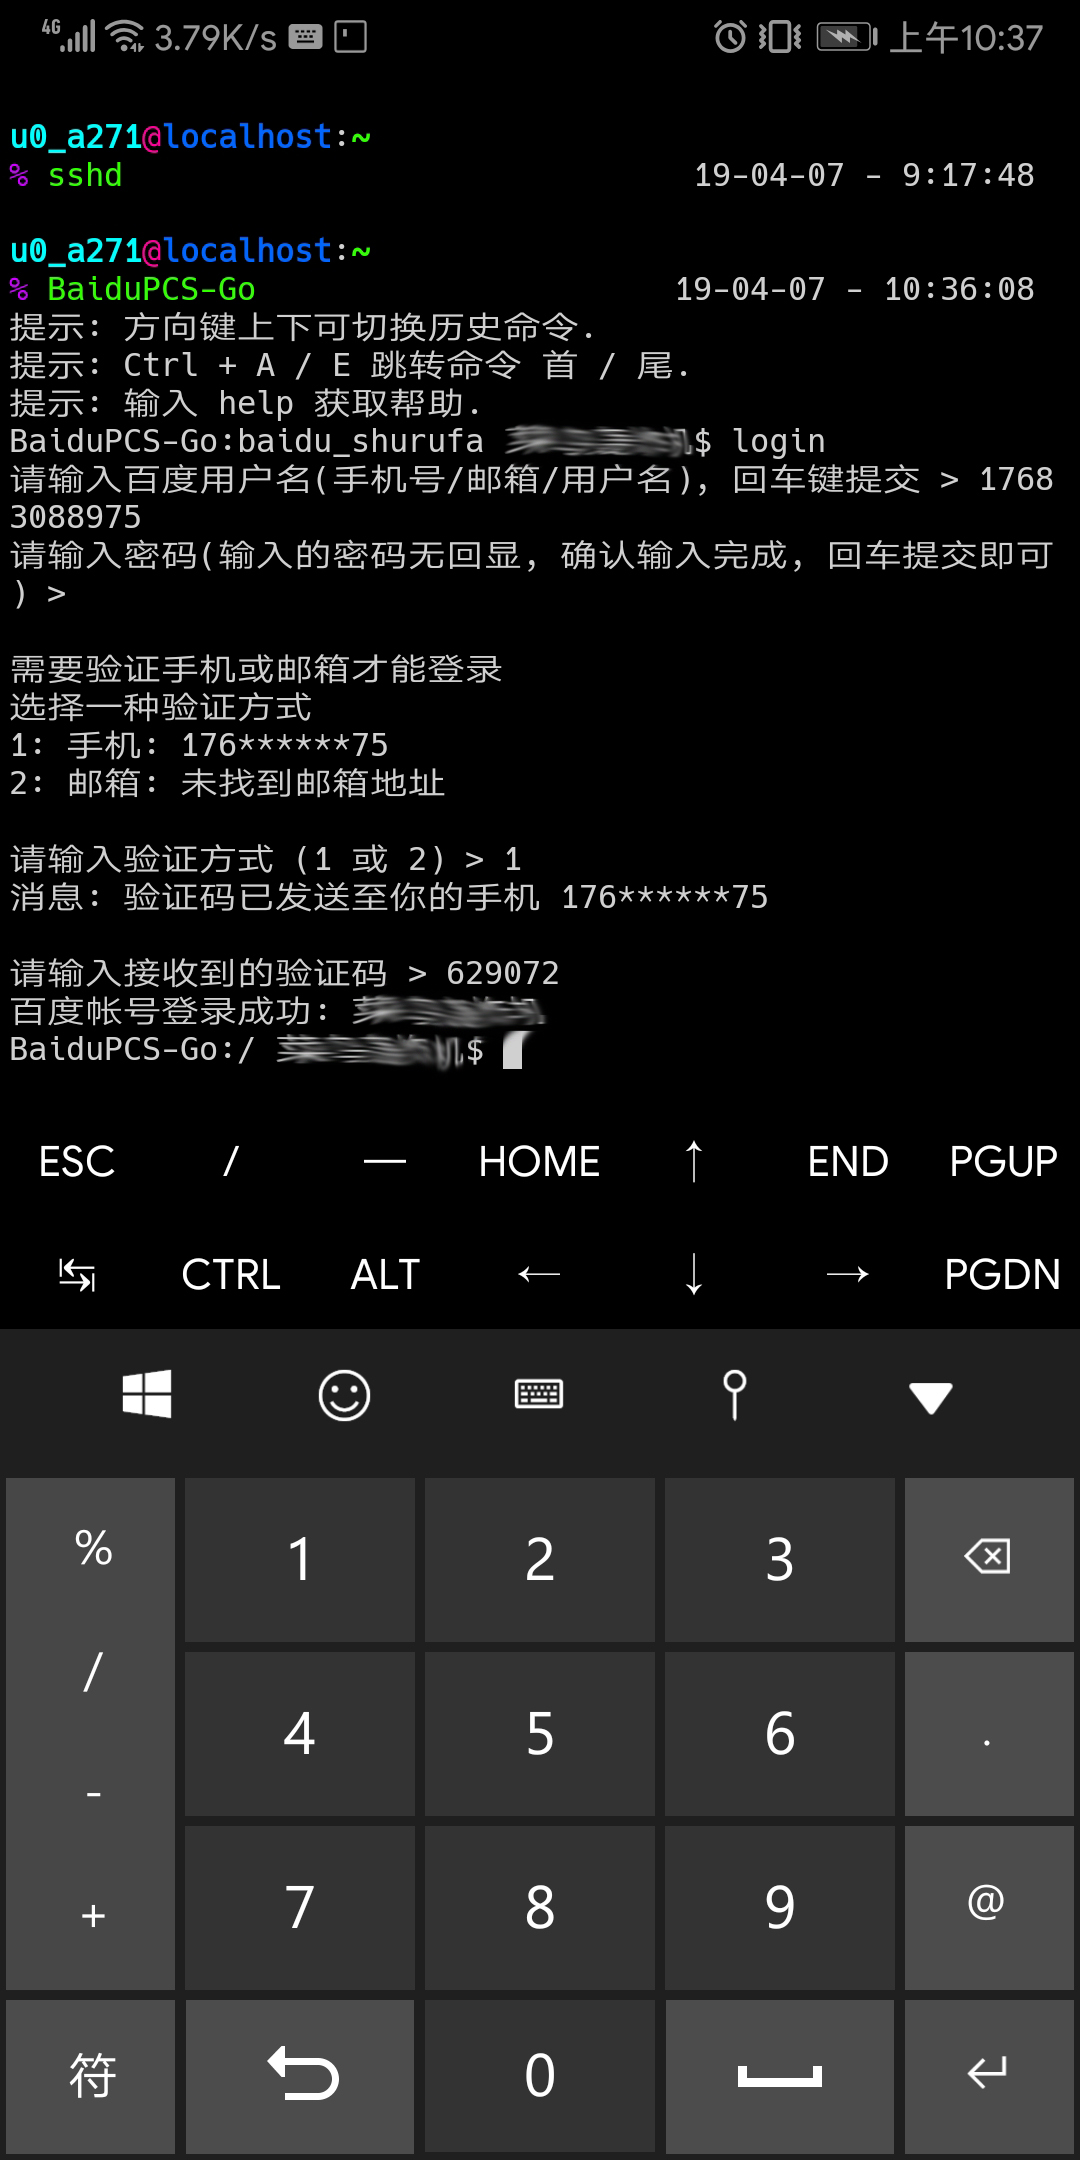 4G 3.79K/s 上午10:37
u0_a271@localhost:~
% sshd 19-04-07 - 9:17:48
u0_a271@localhost:~
% BaiduPCS-Go 19-04-07 - 10:36:08
提示: 方向键上下可切换历史命令.
提示: Ctrl + A / E 跳转命令 首 / 尾.
提示: 输入 help 获取帮助.
BaiduPCS-Go:baidu_shurufa $ login
请输入百度用户名(手机号/邮箱/用户名), 回车键提交 > 1768
3088975
请输入密码(输入的密码无回显, 确认输入完成, 回车提交即可
) >
需要验证手机或邮箱才能登录
选择一种验证方式
1: 手机: 176******75
2: 邮箱: 未找到邮箱地址
请输入验证方式 (1 或 2) > 1
消息: 验证码已发送至你的手机 176******75
请输入接收到的验证码 > 629072
百度帐号登录成功:
BaiduPCS-Go:/ $
ESC / — HOME ↑ END PGUP
↹ CTRL ALT ← ↓ → PGDN
% 1 2 3
/ 4 5 6 .
- 7 8 9 @
+
符 0